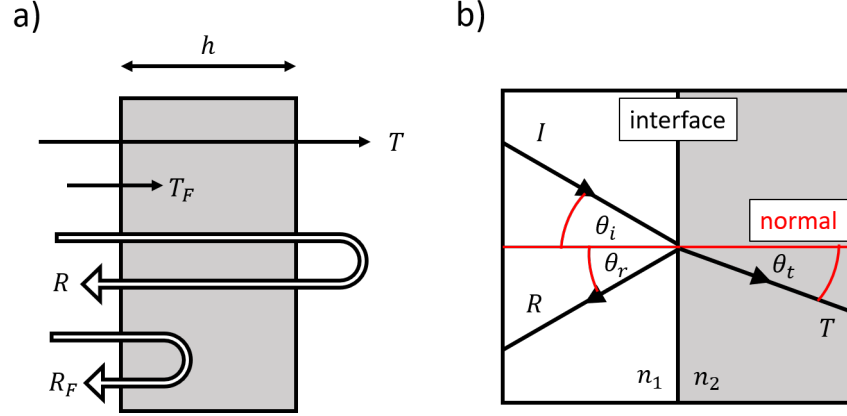 a)
h
T
T_F
R
R_F
b)
interface
I
normal
θ_i
θ_r
θ_t
R
T
n_1
n_2